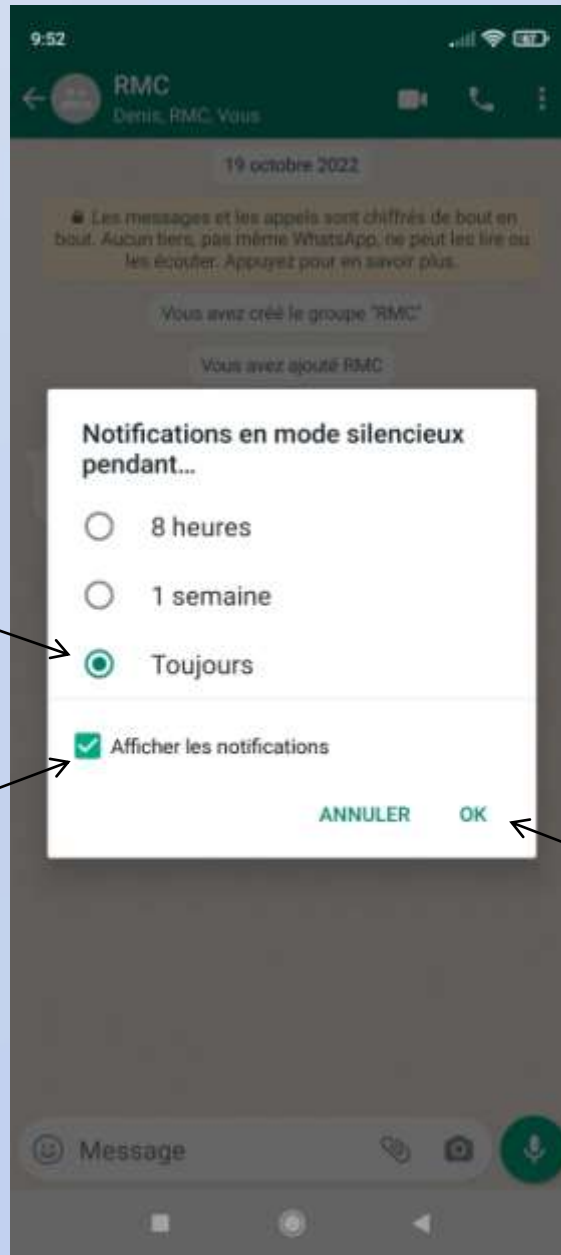 9:52
67
RMC
Denis, RMC, Vous
19 octobre 2022
Les messages et les appels sont chiffrés de bout en
bout. Aucun tiers, pas même WhatsApp, ne peut les lire ou
les écouter. Appuyez pour en savoir plus.
Vous avez créé le groupe "RMC"
Vous avez ajouté RMC
Notifications en mode silencieux
pendant...
8 heures
1 semaine
Toujours
Afficher les notifications
ANNULER OK
Message